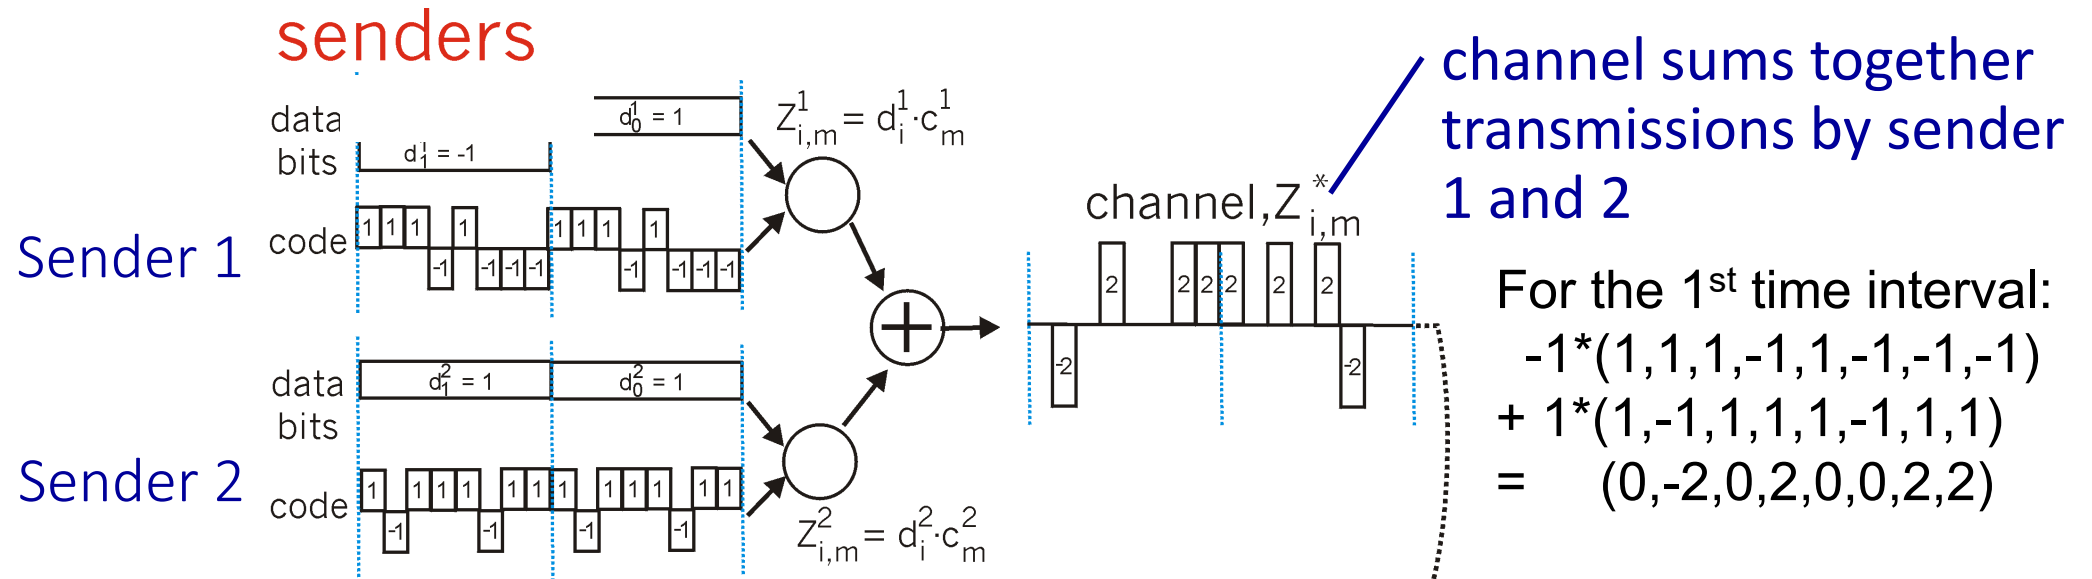 senders
data
bits
d₁¹ = -1
d₀¹ = 1
Z¹i,m = d¹i · c¹m
Sender 1
code
1 1 1 -1 1 -1 -1 -1 1 1 1 -1 1 -1 -1 -1
data
bits
d₁² = 1
d₀² = 1
Sender 2
code
1 -1 1 1 1 -1 1 1 1 -1 1 1 1 -1 1 1
Z²i,m = d²i · c²m
+
channel, Z*i,m
-2 2 2 2 2 2 2 -2
channel sums together
transmissions by sender
1 and 2
For the 1st time interval:
-1*(1,1,1,-1,1,-1,-1,-1)
+ 1*(1,-1,1,1,1,-1,1,1)
= (0,-2,0,2,0,0,2,2)